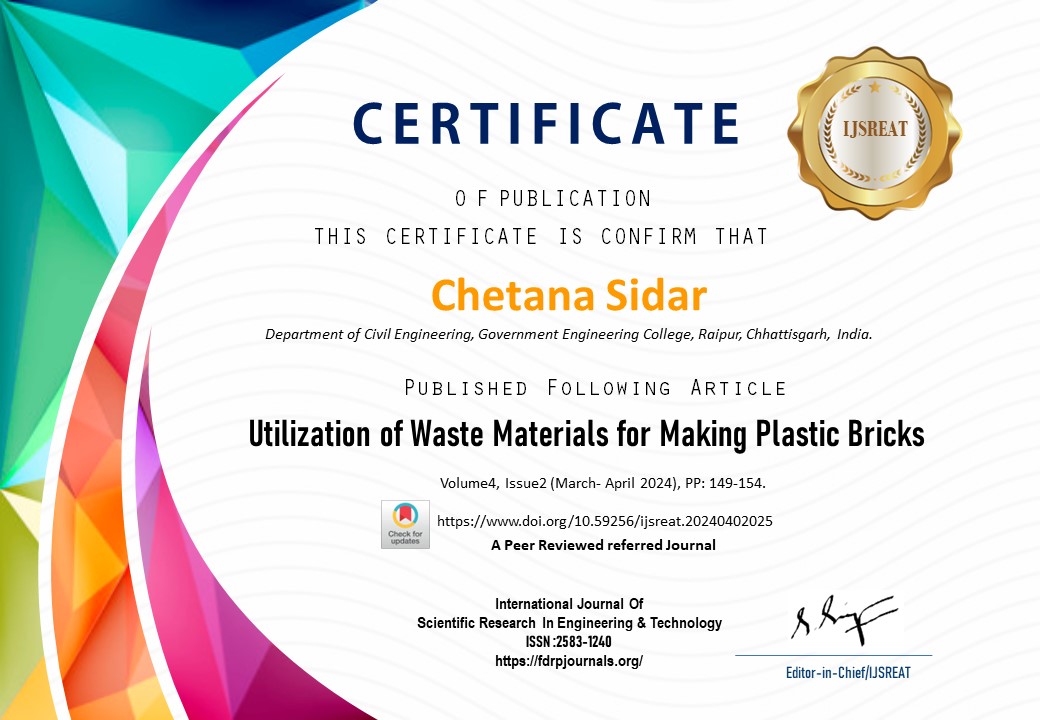 CERTIFICATE
IJSREAT
O F PUBLICATION
THIS CERTIFICATE IS CONFIRM THAT
Chetana Sidar
Department of Civil Engineering, Government Engineering College, Raipur, Chhattisgarh, India.
Published Following Article
Utilization of Waste Materials for Making Plastic Bricks
Volume4, Issue2 (March- April 2024), PP: 149-154.
Check for
updates
https://www.doi.org/10.59256/ijsreat.20240402025
A Peer Reviewed referred Journal
International Journal Of
Scientific Research In Engineering & Technology
ISSN :2583-1240
https://fdrpjournals.org/
Editor-in-Chief/IJSREAT